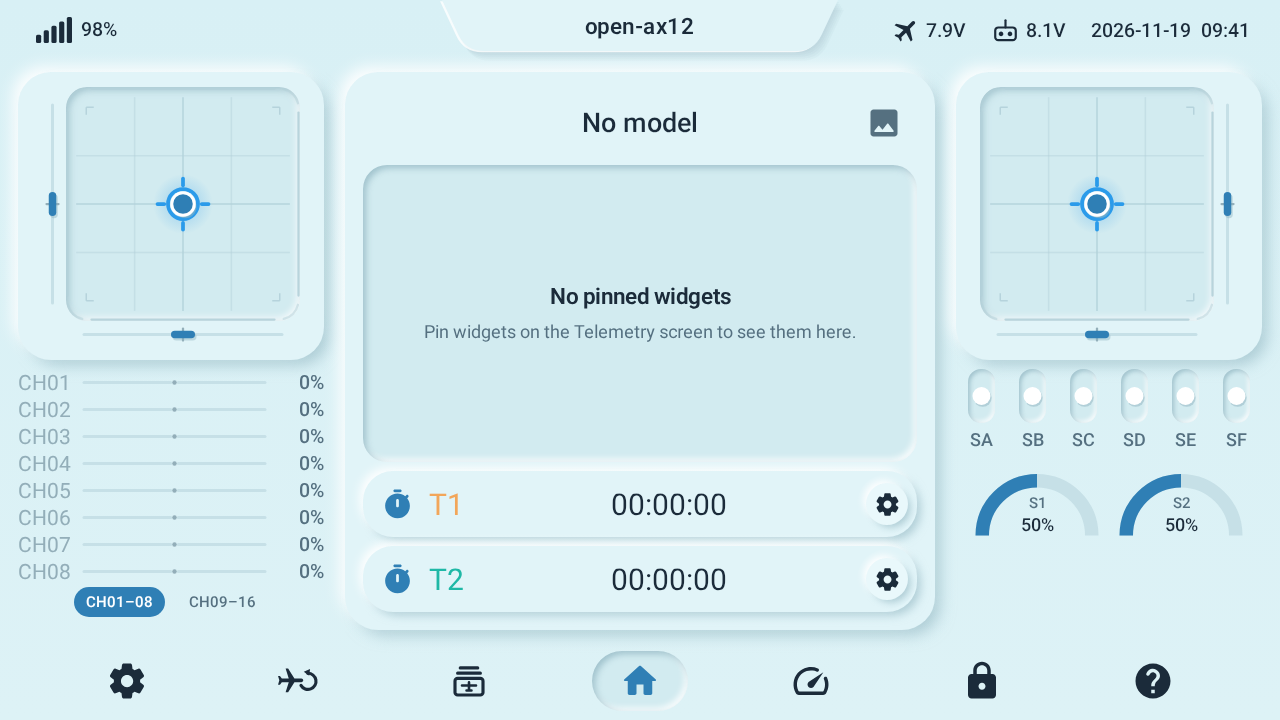 98%
open-ax12
7.9V
8.1V
2026-11-19 09:41
No model
No pinned widgets
Pin widgets on the Telemetry screen to see them here.
T1 00:00:00
T2 00:00:00
CH01 0%
CH02 0%
CH03 0%
CH04 0%
CH05 0%
CH06 0%
CH07 0%
CH08 0%
CH01–08 CH09–16
SA SB SC SD SE SF
S1 S2
50% 50%